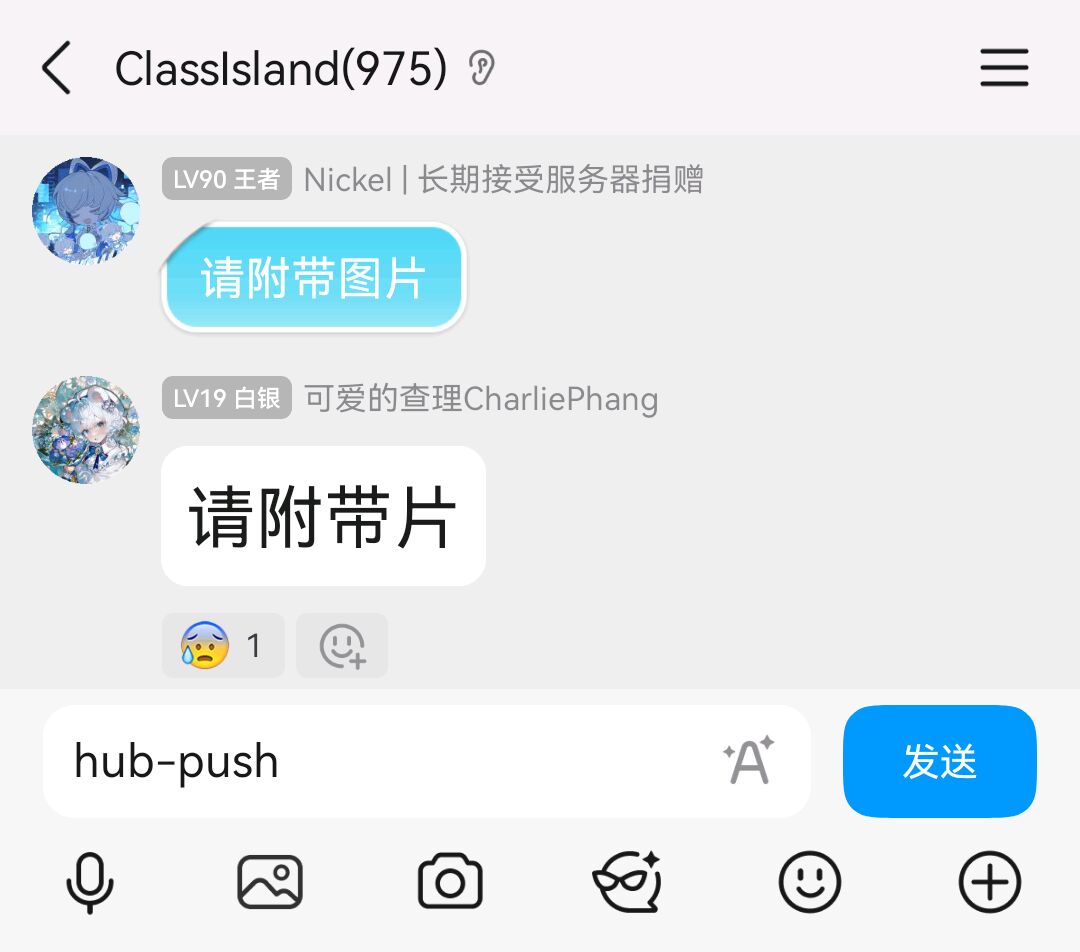 ClassIsland(975)
LV90 王者 Nickel | 长期接受服务器捐赠
请附带图片
LV19 白银 可爱的查理CharliePhang
请附带片
1
hub-push
发送